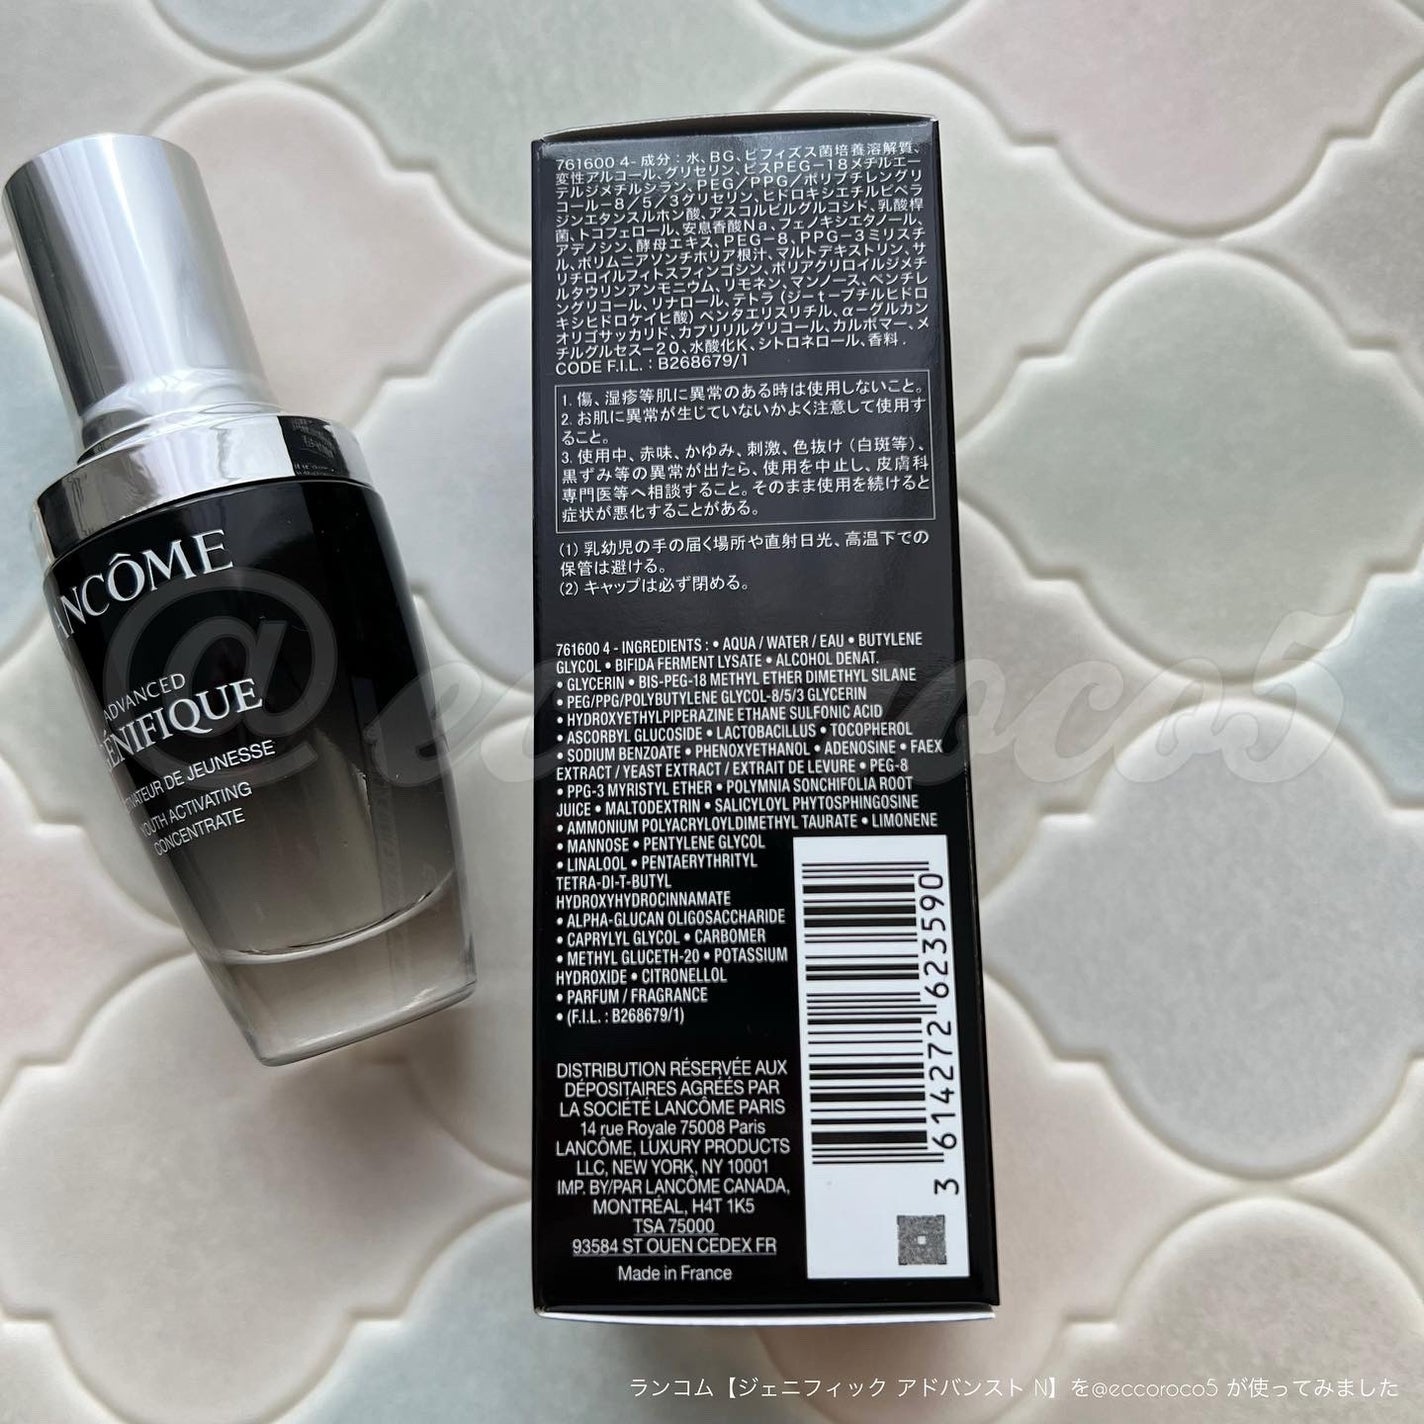 LANCÔME
ADVANCED
GÉNIFIQUE
ACTIVATEUR DE JEUNESSE
YOUTH ACTIVATING
CONCENTRATE
761600 4- 成分：水、BG、ビフィズス菌培養溶解質、
変性アルコール、グリセリン、ビスPEG-18メチルエー
テルジメチルシラン、PEG／PPG／ポリブチレングリ
コール-8／5／3グリセリン、ヒドロキシエチルピペラ
ジンエタンスルホン酸、アスコルビルグルコシド、乳酸桿
菌、トコフェロール、安息香酸Na、フェノキシエタノール、
アデノシン、酵母エキス、PEG-8、PPG-3ミリスチ
ル、ポリムニアソンチホリア根汁、マルトデキストリン、サ
リチロイルフィトスフィンゴシン、ポリアクリロイルジメチ
ルタウリンアンモニウム、リモネン、マンノース、ペンチレ
ングリコール、リナロール、テトラ（ジーt-ブチルヒドロ
キシヒドロケイヒ酸）ペンタエリスリチル、α-グルカン
オリゴサッカリド、カプリリルグリコール、カルボマー、メ
チルグルセス-20、水酸化K、シトロネロール、香料．
CODE F.I.L. : B268679/1
1. 傷、湿疹等肌に異常のある時は使用しないこと。
2. お肌に異常が生じていないかよく注意して使用す
ること。
3. 使用中、赤味、かゆみ、刺激、色抜け（白斑等）、
黒ずみ等の異常が出たら、使用を中止し、皮膚科
専門医等へ相談すること。そのまま使用を続けると
症状が悪化することがある。
(1) 乳幼児の手の届く場所や直射日光、高温下での
保管は避ける。
(2) キャップは必ず閉める。
761600 4 - INGREDIENTS : • AQUA / WATER / EAU • BUTYLENE
GLYCOL • BIFIDA FERMENT LYSATE • ALCOHOL DENAT.
• GLYCERIN • BIS-PEG-18 METHYL ETHER DIMETHYL SILANE
• PEG/PPG/POLYBUTYLENE GLYCOL-8/5/3 GLYCERIN
• HYDROXYETHYLPIPERAZINE ETHANE SULFONIC ACID
• ASCORBYL GLUCOSIDE • LACTOBACILLUS • TOCOPHEROL
• SODIUM BENZOATE • PHENOXYETHANOL • ADENOSINE • FAEX
EXTRACT / YEAST EXTRACT / EXTRAIT DE LEVURE • PEG-8
• PPG-3 MYRISTYL ETHER • POLYMNIA SONCHIFOLIA ROOT
JUICE • MALTODEXTRIN • SALICYLOYL PHYTOSPHINGOSINE
• AMMONIUM POLYACRYLOYLDIMETHYL TAURATE • LIMONENE
• MANNOSE • PENTYLENE GLYCOL
• LINALOOL • PENTAERYTHRITYL
TETRA-DI-T-BUTYL
HYDROXYHYDROCINNAMATE
• ALPHA-GLUCAN OLIGOSACCHARIDE
• CAPRYLYL GLYCOL • CARBOMER
• METHYL GLUCETH-20 • POTASSIUM
HYDROXIDE • CITRONELLOL
• PARFUM / FRAGRANCE
• (F.I.L. : B268679/1)
DISTRIBUTION RÉSERVÉE AUX
DÉPOSITAIRES AGRÉÉS PAR
LA SOCIÉTÉ LANCÔME PARIS
14 rue Royale 75008 Paris
LANCÔME, LUXURY PRODUCTS
LLC, NEW YORK, NY 10001
IMP. BY/PAR LANCÔME CANADA,
MONTRÉAL, H4T 1K5
TSA 75000
93584 ST OUEN CEDEX FR
Made in France
3 614272 623590
@eccoroco5
ランコム【ジェニフィック アドバンスト N】を@eccoroco5 が使ってみました